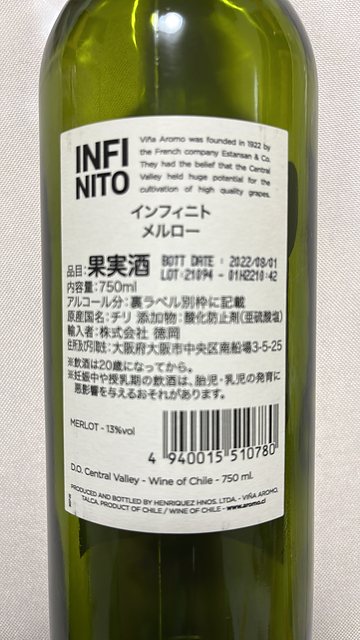 INFI
NITO
Viña Aromo was founded in 1922 by
the French company Estansan & Co.
They had the belief that the Central
Valley held huge potential for the
cultivation of high quality grapes.
インフィニト
メルロー
品目:果実酒
BOTT DATE : 2022/08/01
LOT:21094 - 01H2210:42
内容量:750ml
アルコール分:裏ラベル別枠に記載
原産国名:チリ 添加物:酸化防止剤(亜硫酸塩)
輸入者:株式会社 徳岡
住所及び引取先:大阪府大阪市中央区南船場3-5-25
※飲酒は20歳になってから。
※妊娠中や授乳期の飲酒は、胎児・乳児の発育に
悪影響を与えるおそれがあります。
MERLOT - 13%vol
4 940015 510780
D.O. Central Valley - Wine of Chile - 750 ml.
PRODUCED AND BOTTLED BY HENRIQUEZ HNOS. LTDA. - VIÑA AROMO,
TALCA. PRODUCT OF CHILE / WINE OF CHILE - www.aromo.cl